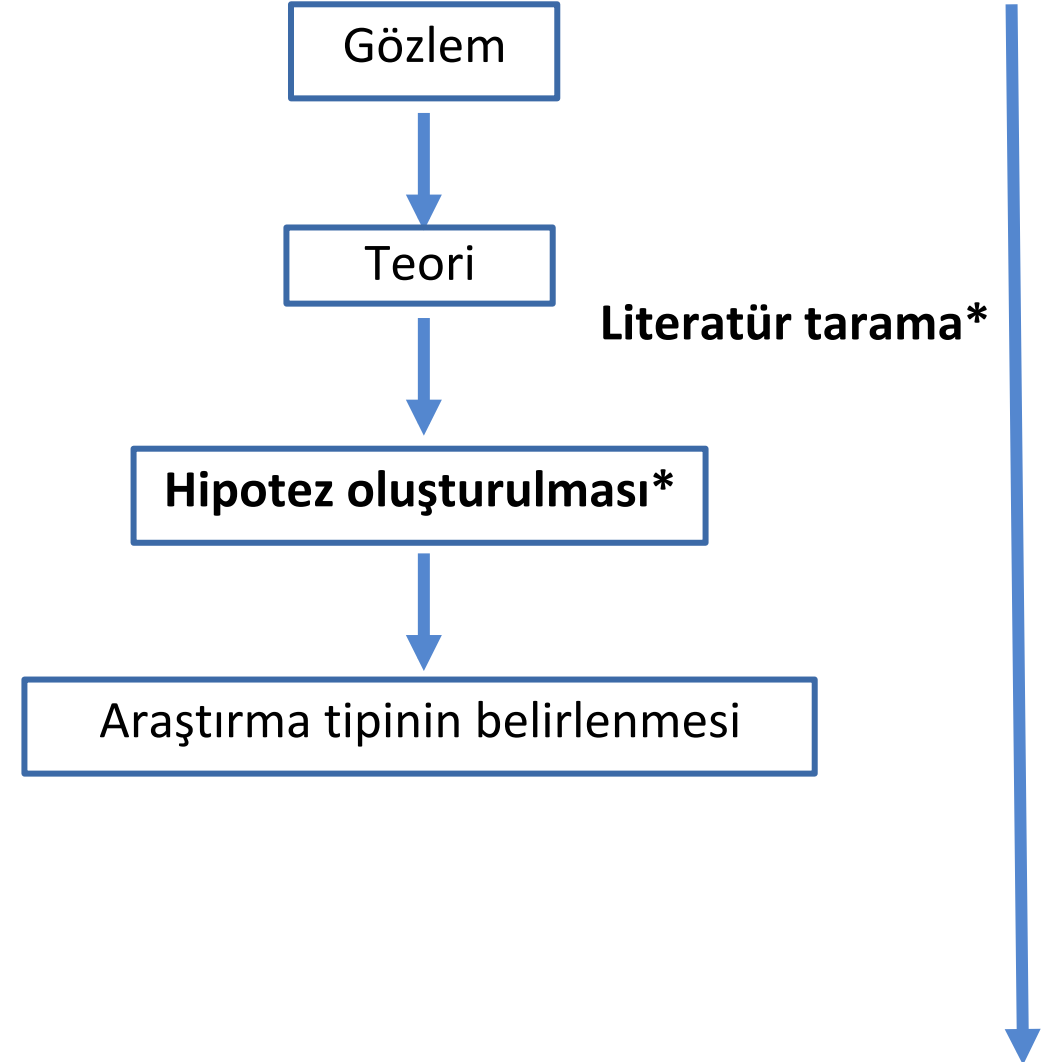 Gözlem
Teori
Literatür tarama*
Hipotez oluşturulması*
Araştırma tipinin belirlenmesi